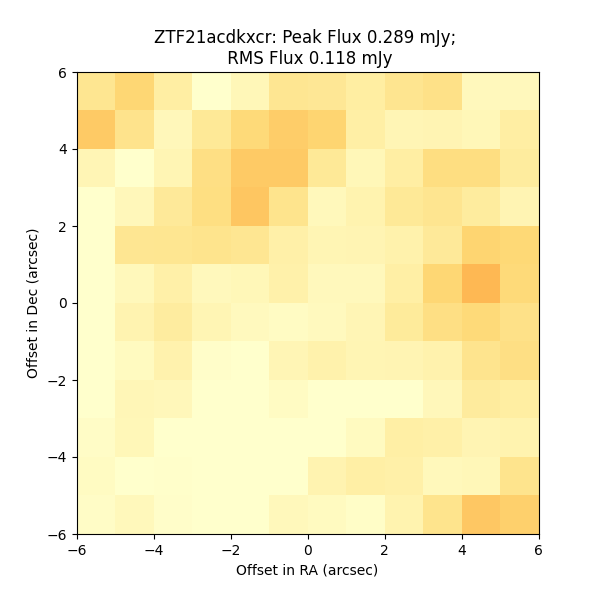 ZTF21acdkxcr: Peak Flux 0.289 mJy;
RMS Flux 0.118 mJy
6
4
2
0
−2
−4
−6
Offset in Dec (arcsec)
−6 −4 −2 0 2 4 6
Offset in RA (arcsec)